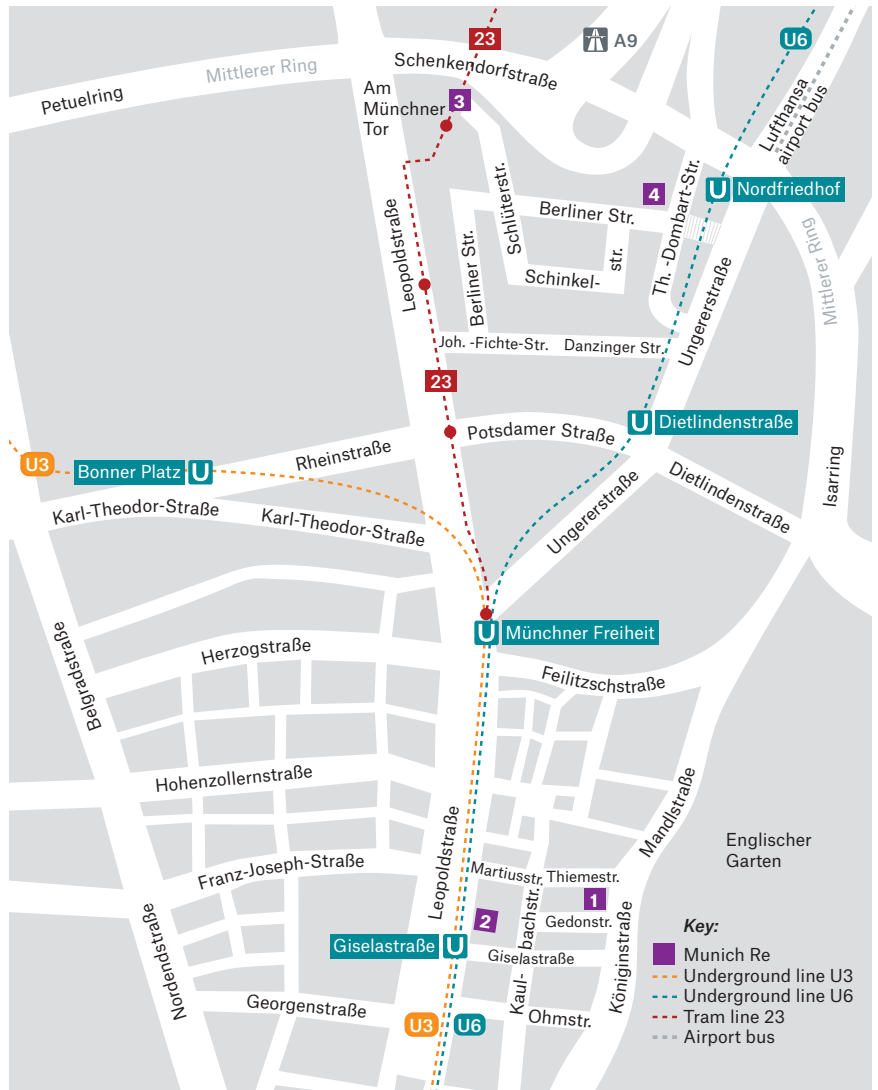 23
A9
U6
Mittlerer Ring
Schenkendorfstraße
Petuelring
Am
Münchner
Tor
3
Lufthansa
airport bus
Schlüterstr.
4
Nordfriedhof
U
Berliner Str.
Th. -Dombart-Str.
Leopoldstraße
Berliner Str.
Schinkel-
str.
Mittlerer Ring
Ungererstraße
Joh. -Fichte-Str.
Danzinger Str.
23
U
Dietlindenstraße
Potsdamer Straße
Rheinstraße
U3
Bonner Platz
U
Dietlindenstraße
Isarring
Karl-Theodor-Straße
Karl-Theodor-Straße
Ungererstraße
U
Münchner Freiheit
Herzogstraße
Feilitzschstraße
Belgradstraße
Hohenzollernstraße
Leopoldstraße
Mandlstraße
Englischer
Garten
Franz-Joseph-Straße
Martiusstr.
Thiemestr.
1
2
Gedonstr.
Kaul-
bachstr.
Giselastraße
U
Giselastraße
Königinstraße
Nordendstraße
Georgenstraße
U3
U6
Ohmstr.
Key:
Munich Re
Underground line U3
Underground line U6
Tram line 23
Airport bus